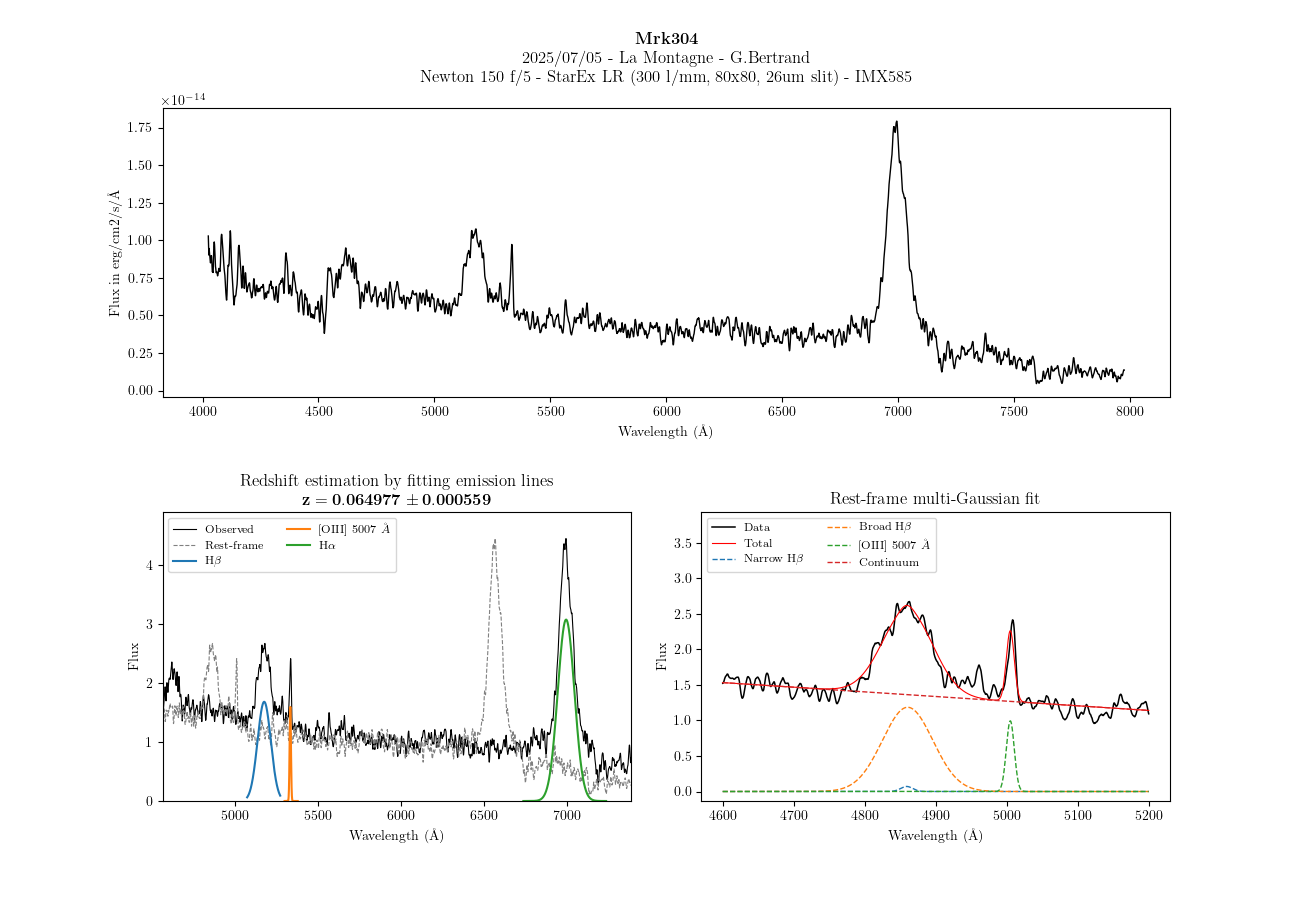 Mrk304
2025/07/05 - La Montagne - G.Bertrand
Newton 150 f/5 - StarEx LR (300 l/mm, 80x80, 26um slit) - IMX585
×10⁻¹⁴
1.75
1.50
1.25
1.00
0.75
0.50
0.25
0.00
Flux in erg/cm2/s/Å
4000 4500 5000 5500 6000 6500 7000 7500 8000
Wavelength (Å)
Redshift estimation by fitting emission lines
z = 0.064977 ± 0.000559
Observed
Rest-frame
Hβ
[OIII] 5007 Å
Hα
4
3
2
1
0
Flux
5000 5500 6000 6500 7000
Wavelength (Å)
Rest-frame multi-Gaussian fit
Data
Total
Narrow Hβ
Broad Hβ
[OIII] 5007 Å
Continuum
3.5
3.0
2.5
2.0
1.5
1.0
0.5
0.0
Flux
4600 4700 4800 4900 5000 5100 5200
Wavelength (Å)